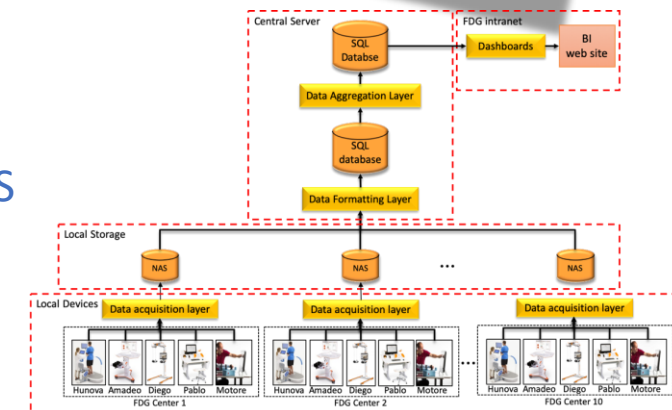 Central Server
FDG intranet
SQL
Databse
Dashboards
BI
web site
Data Aggregation Layer
SQL
database
Data Formatting Layer
S
Local Storage
NAS
NAS
...
NAS
Local Devices
Data acquisition layer
Data acquisition layer
Data acquisition layer
...
Hunova Amadeo Diego Pablo Motore
Hunova Amadeo Diego Pablo Motore
Hunova Amadeo Diego Pablo Motore
FDG Center 1
FDG Center 2
FDG Center 10